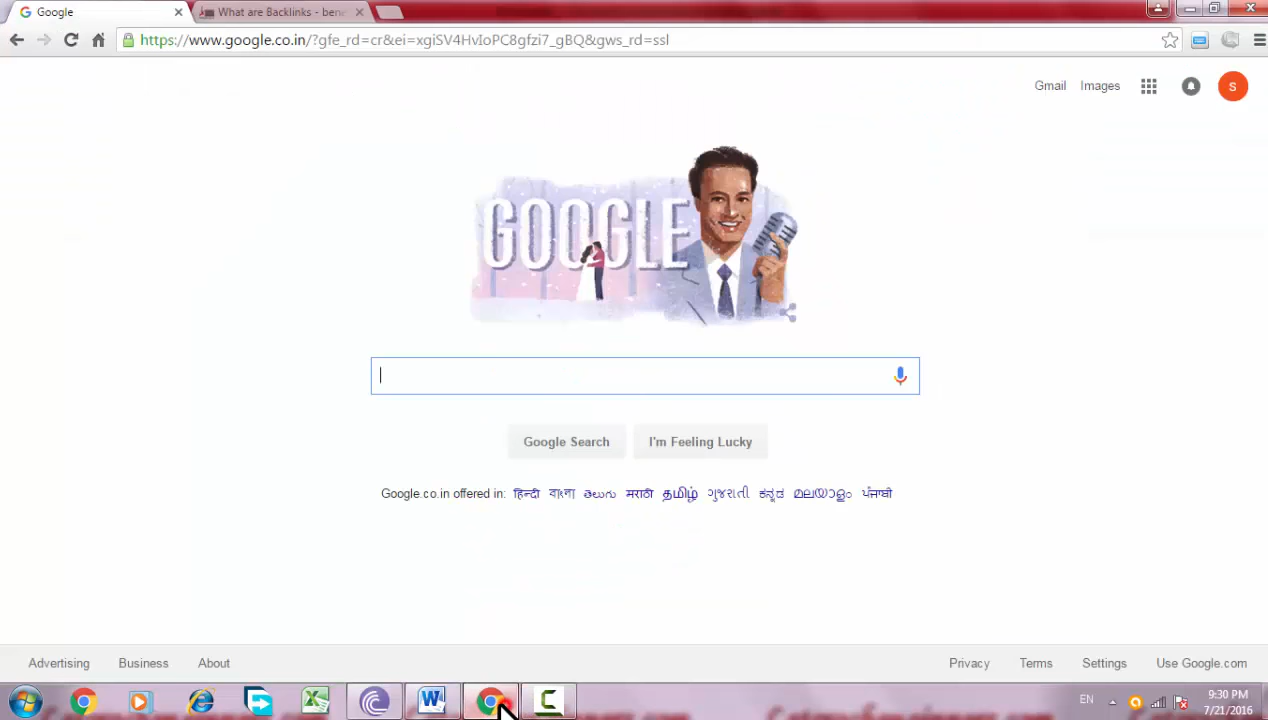 Google
What are Backlinks - bene
https://www.google.co.in/?gfe_rd=cr&ei=xgiSV4HvIoPC8gfzi7_gBQ&gws_rd=ssl
Gmail Images S
GOOGLE
Google Search I'm Feeling Lucky
Google.co.in offered in: हिन्दी বাংলা తెలుగు मराठी தமிழ் ગુજરાતી ಕನ್ನಡ മലയാളം ਪੰਜਾਬੀ
Advertising Business About Privacy Terms Settings Use Google.com
EN 9:30 PM
7/21/2016